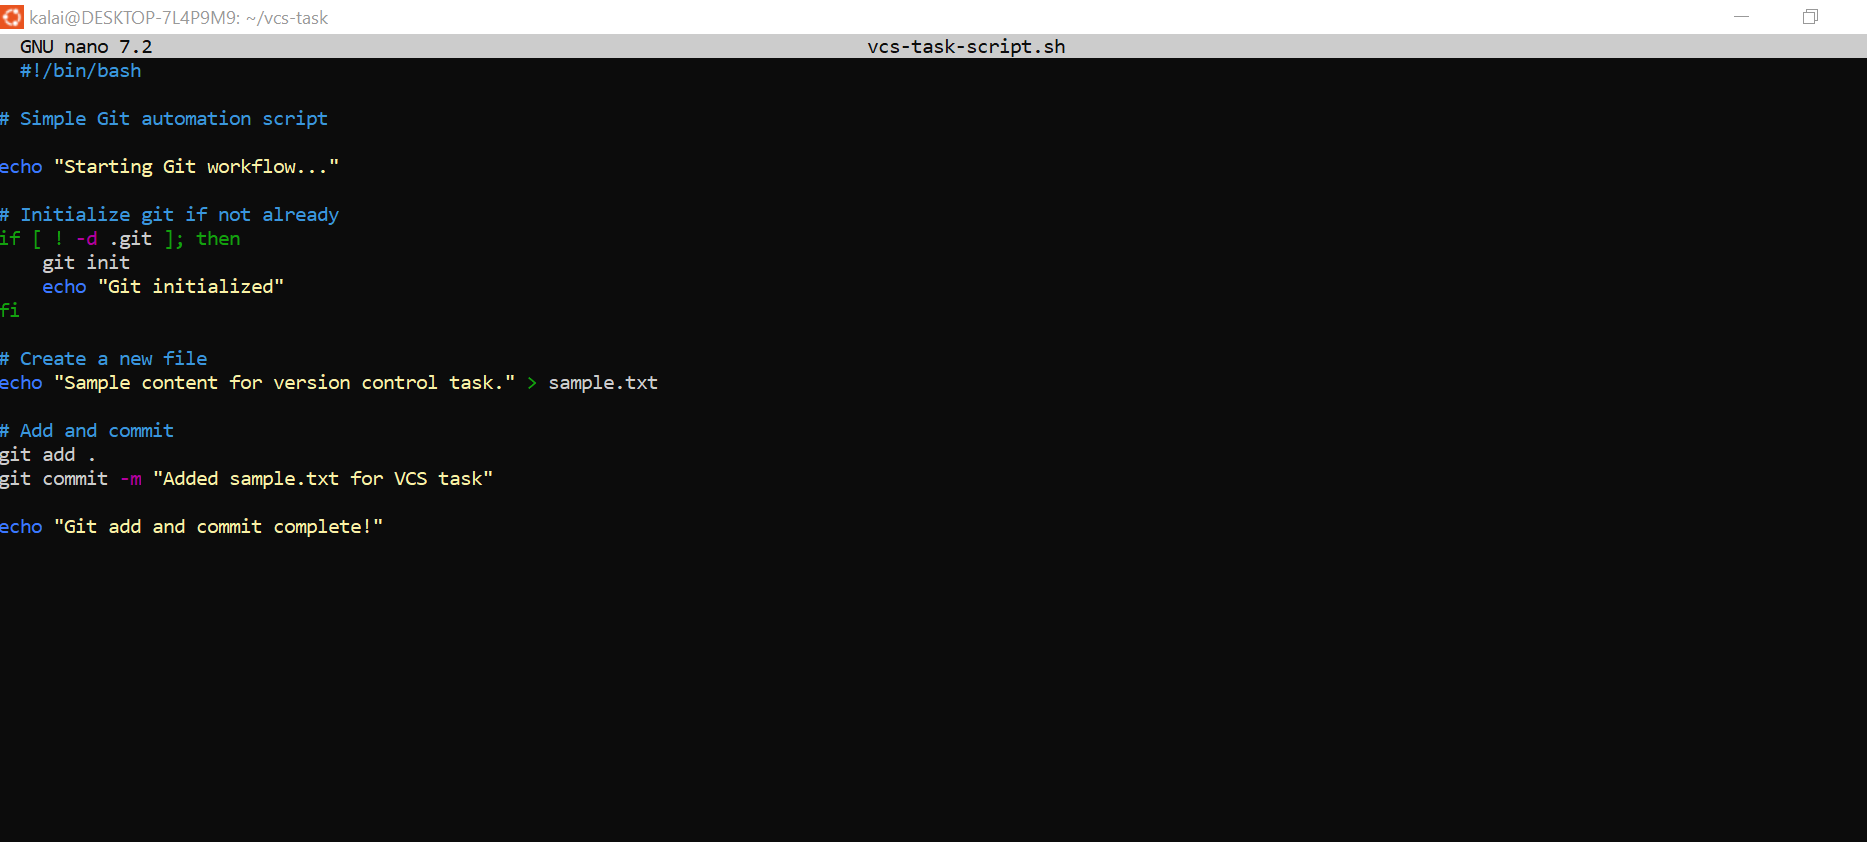 kalai@DESKTOP-7L4P9M9: ~/vcs-task
GNU nano 7.2 vcs-task-script.sh
#!/bin/bash
# Simple Git automation script
echo "Starting Git workflow..."
# Initialize git if not already
if [ ! -d .git ]; then
git init
echo "Git initialized"
fi
# Create a new file
echo "Sample content for version control task." > sample.txt
# Add and commit
git add .
git commit -m "Added sample.txt for VCS task"
echo "Git add and commit complete!"